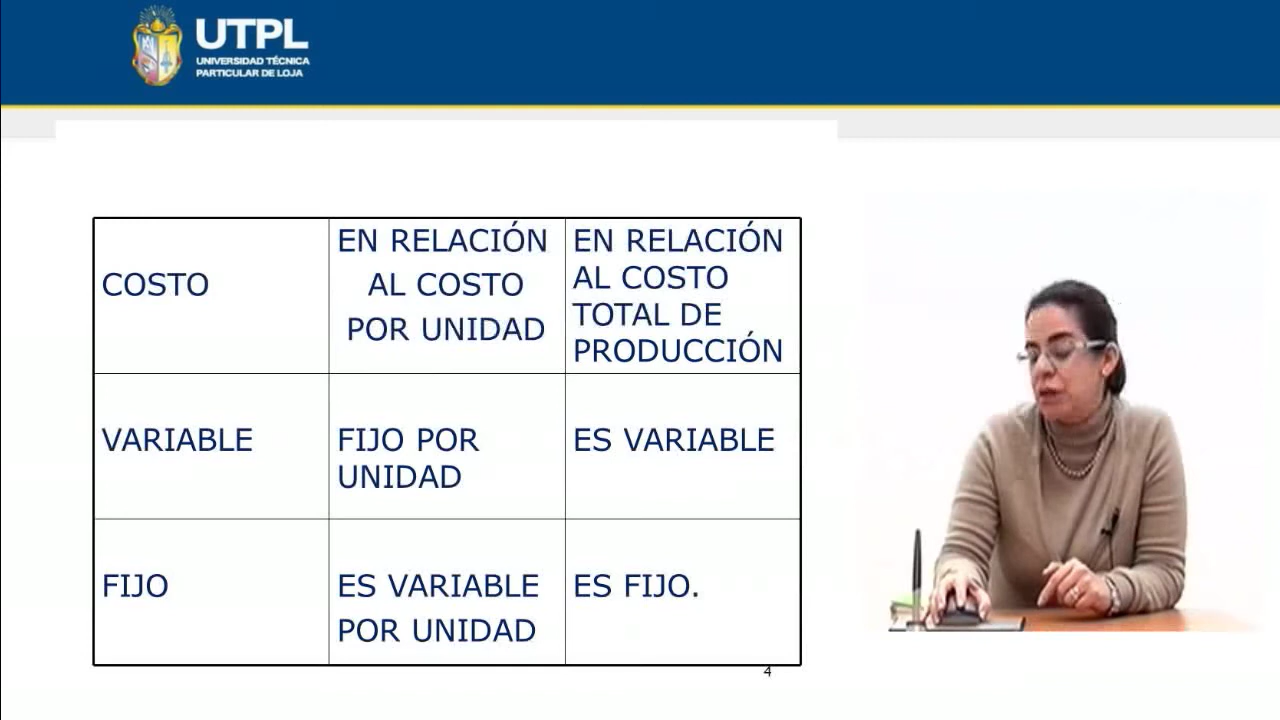 UTPL
UNIVERSIDAD TÉCNICA
PARTICULAR DE LOJA
COSTO
EN RELACIÓN
AL COSTO
POR UNIDAD
EN RELACIÓN
AL COSTO
TOTAL DE
PRODUCCIÓN
VARIABLE
FIJO POR
UNIDAD
ES VARIABLE
FIJO
ES VARIABLE
POR UNIDAD
ES FIJO.
4